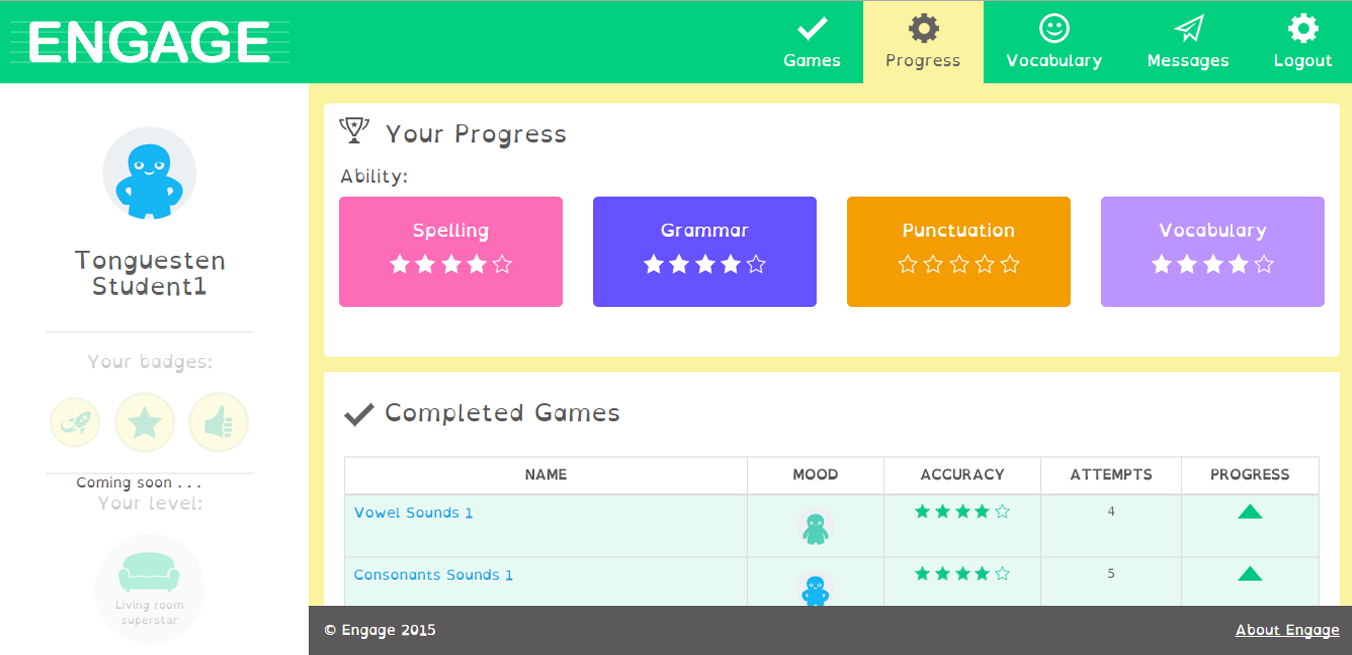 ENGAGE
Games
Progress
Vocabulary
Messages
Logout
Tonguesten
Student1
Your badges:
Coming soon . . .
Your level:
Living room
superstar
Your Progress
Ability:
Spelling
Grammar
Punctuation
Vocabulary
Completed Games
NAME MOOD ACCURACY ATTEMPTS PROGRESS
Vowel Sounds 1 4
Consonants Sounds 1 5
© Engage 2015
About Engage